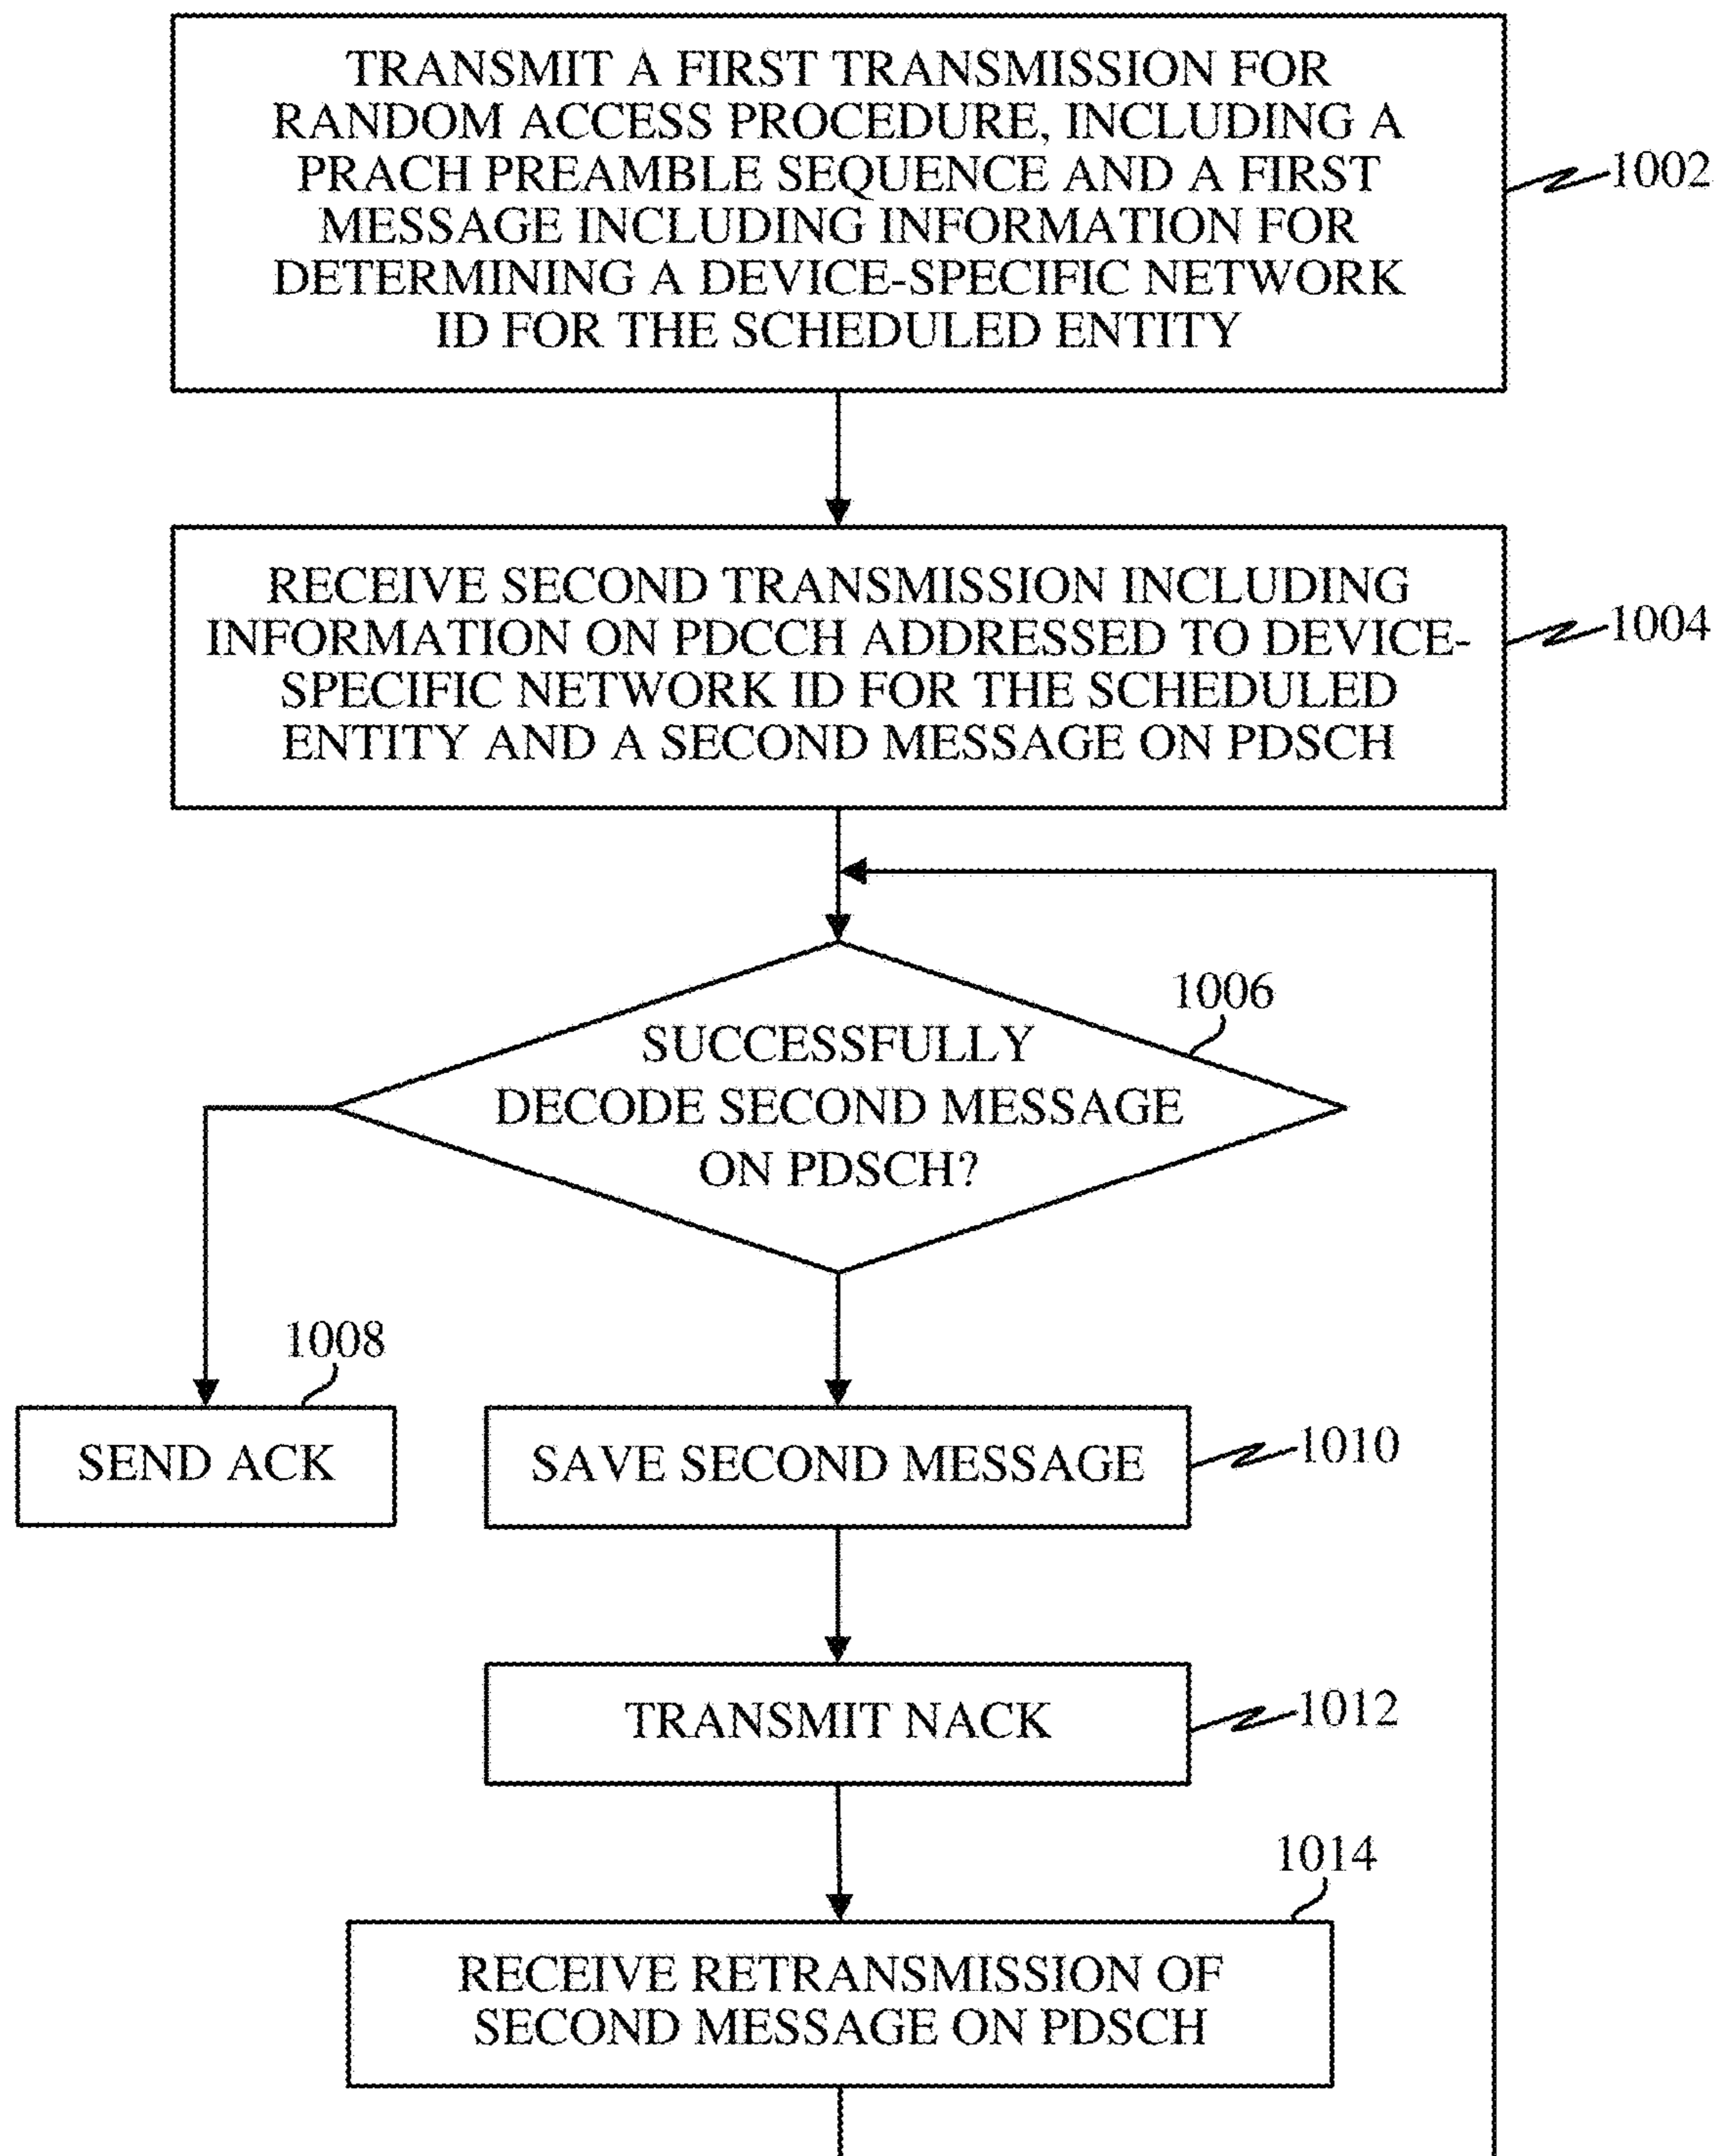 TRANSMIT A FIRST TRANSMISSION FOR
RANDOM ACCESS PROCEDURE, INCLUDING A
PRACH PREAMBLE SEQUENCE AND A FIRST
MESSAGE INCLUDING INFORMATION FOR
DETERMINING A DEVICE-SPECIFIC NETWORK
ID FOR THE SCHEDULED ENTITY
1002
RECEIVE SECOND TRANSMISSION INCLUDING
INFORMATION ON PDCCH ADDRESSED TO DEVICE-
SPECIFIC NETWORK ID FOR THE SCHEDULED
ENTITY AND A SECOND MESSAGE ON PDSCH
1004
1006
SUCCESSFULLY
DECODE SECOND MESSAGE
ON PDSCH?
1008
SEND ACK
SAVE SECOND MESSAGE
1010
TRANSMIT NACK
1012
1014
RECEIVE RETRANSMISSION OF
SECOND MESSAGE ON PDSCH